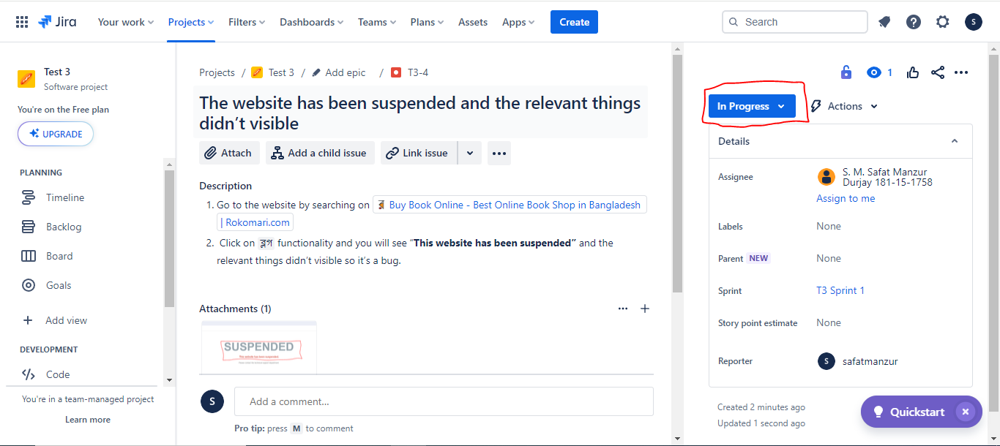 Jira Your work Projects Filters Dashboards Teams Plans Assets Apps Create Search S
Test 3
Software project
You're on the Free plan
UPGRADE
PLANNING
Timeline
Backlog
Board
Goals
Add view
DEVELOPMENT
Code
You're in a team-managed project
Learn more
Projects / Test 3 / Add epic / T3-4
The website has been suspended and the relevant things
didn’t visible
Attach Add a child issue Link issue
Description
1. Go to the website by searching on Buy Book Online - Best Online Book Shop in Bangladesh
| Rokomari.com
2. Click on ব্লগ functionality and you will see “This website has been suspended” and the
relevant things didn’t visible so it’s a bug.
Attachments (1)
SUSPENDED
This website has been suspended.
S Add a comment...
Pro tip: press M to comment
1
In Progress Actions
Details
Assignee S. M. Safat Manzur
Durjay 181-15-1758
Assign to me
Labels None
Parent NEW None
Sprint T3 Sprint 1
Story point estimate None
Reporter S safatmanzur
Created 2 minutes ago
Updated 1 second ago
Quickstart